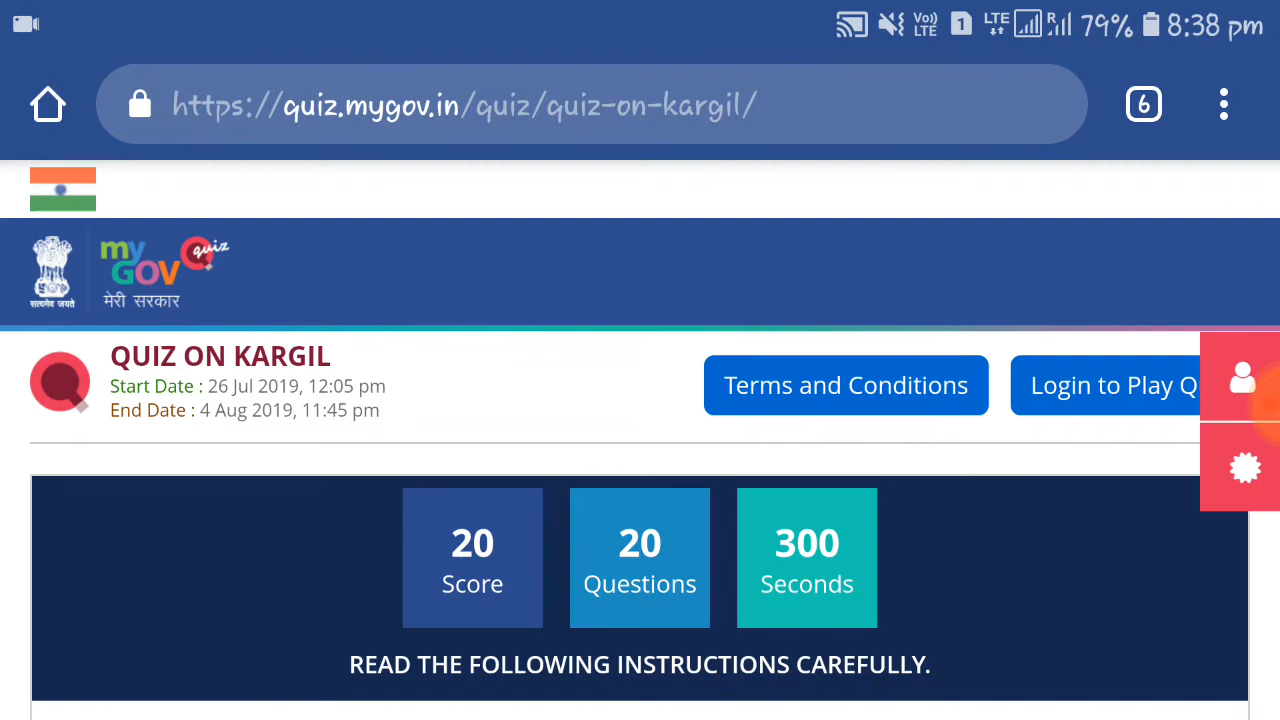 Vo))
LTE
1
LTE
R
79%
8:38 pm
https://quiz.mygov.in/quiz/quiz-on-kargil/
6
सत्यमेव जयते
my
GOV
quiz
मेरी सरकार
QUIZ ON KARGIL
Start Date : 26 Jul 2019, 12:05 pm
End Date : 4 Aug 2019, 11:45 pm
Terms and Conditions
Login to Play Q
20
Score
20
Questions
300
Seconds
READ THE FOLLOWING INSTRUCTIONS CAREFULLY.